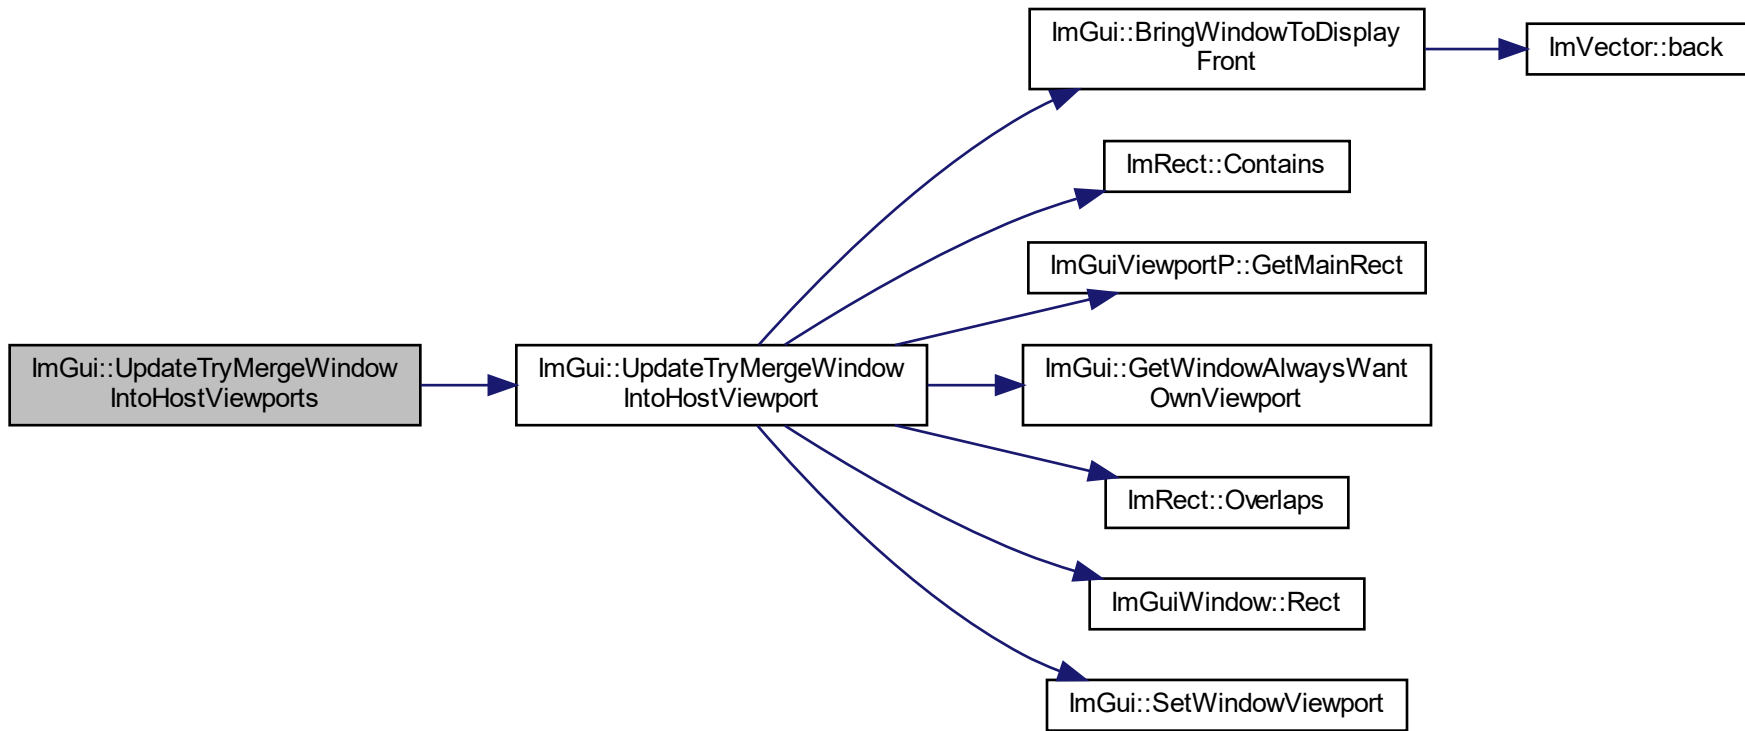 ImGui::UpdateTryMergeWindow
IntoHostViewports
ImGui::UpdateTryMergeWindow
IntoHostViewport
ImGui::BringWindowToDisplay
Front
ImVector::back
ImRect::Contains
ImGuiViewportP::GetMainRect
ImGui::GetWindowAlwaysWant
OwnViewport
ImRect::Overlaps
ImGuiWindow::Rect
ImGui::SetWindowViewport